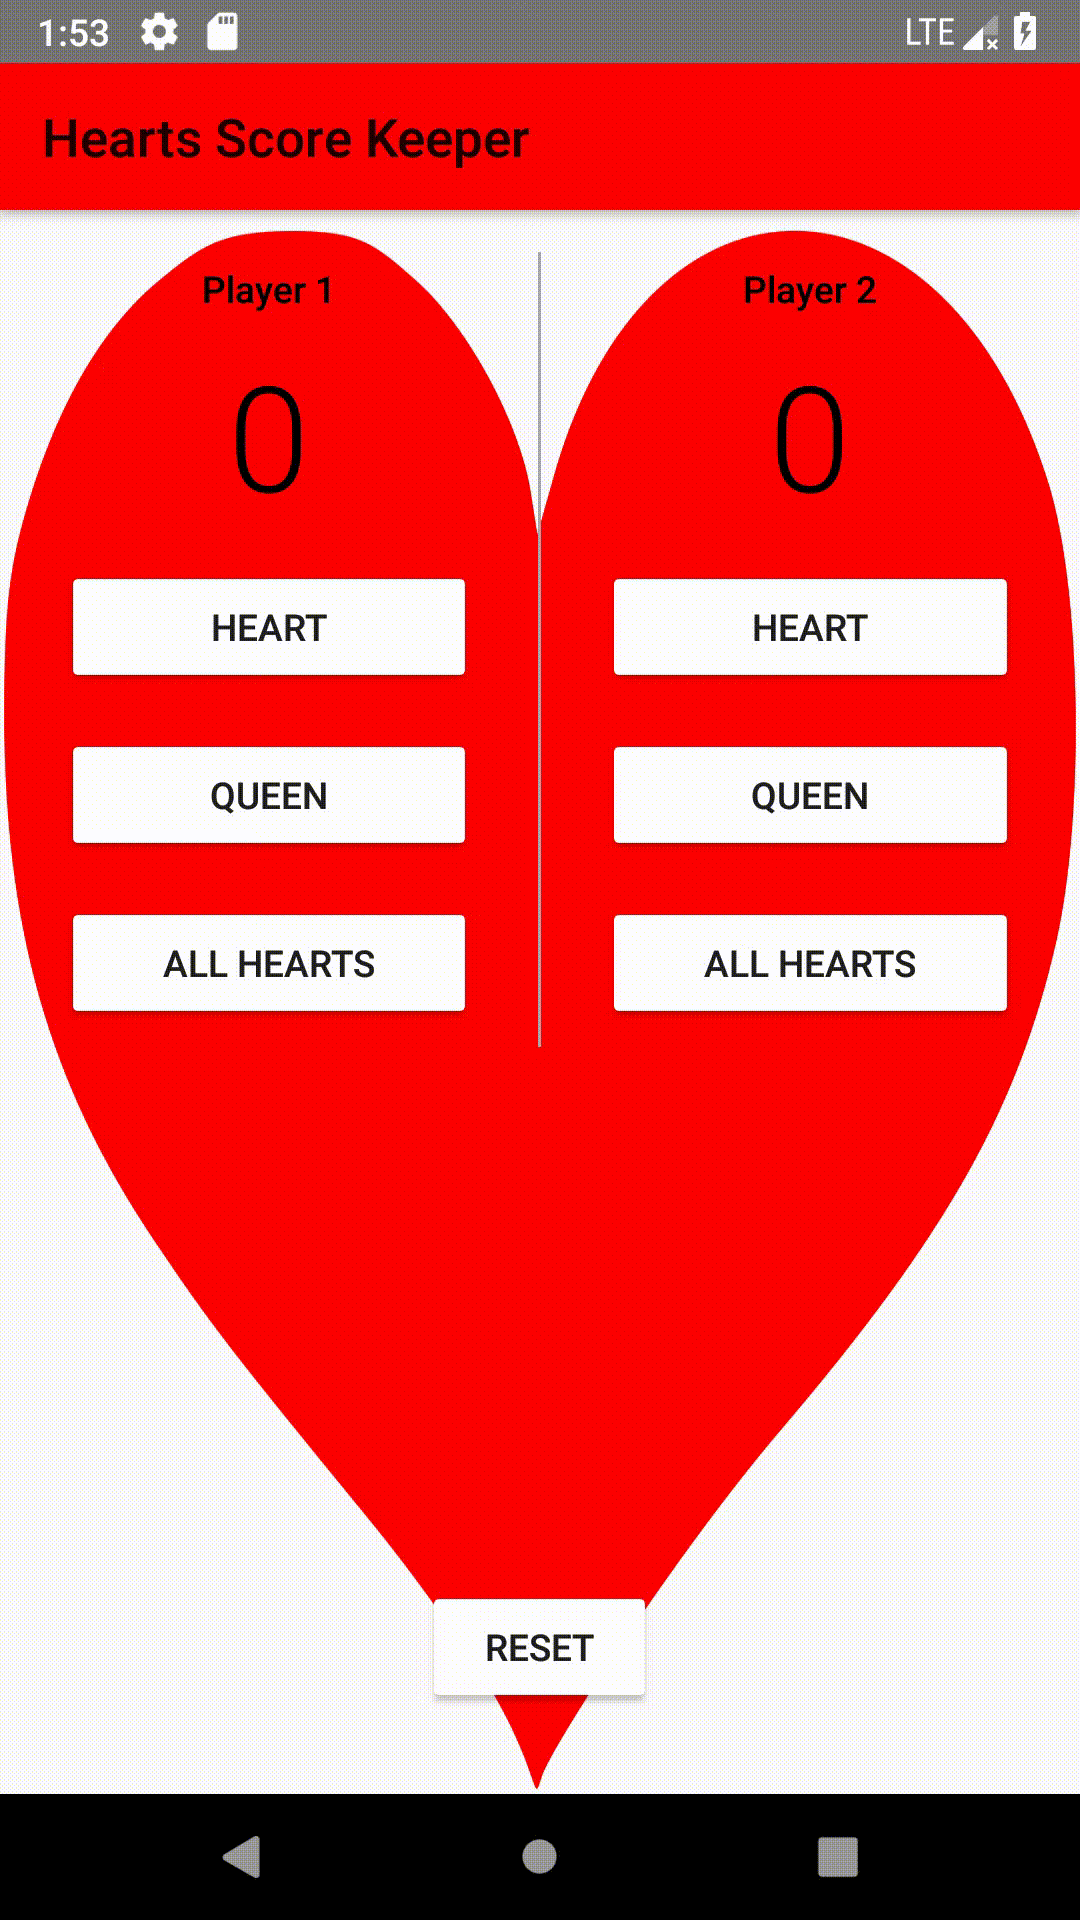 1:53 LTE
Hearts Score Keeper
Player 1 Player 2
0 0
HEART HEART
QUEEN QUEEN
ALL HEARTS ALL HEARTS
RESET